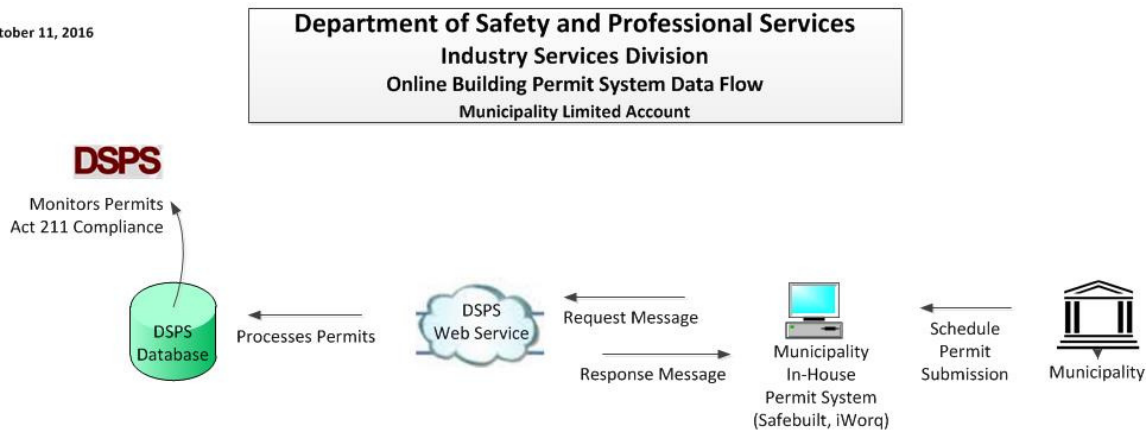 tober 11, 2016
Department of Safety and Professional Services
Industry Services Division
Online Building Permit System Data Flow
Municipality Limited Account
DSPS
Monitors Permits
Act 211 Compliance
DSPS
Database
Processes Permits
DSPS
Web Service
Request Message
Response Message
Municipality
In-House
Permit System
(Safebuilt, iWorq)
Schedule
Permit
Submission
Municipality